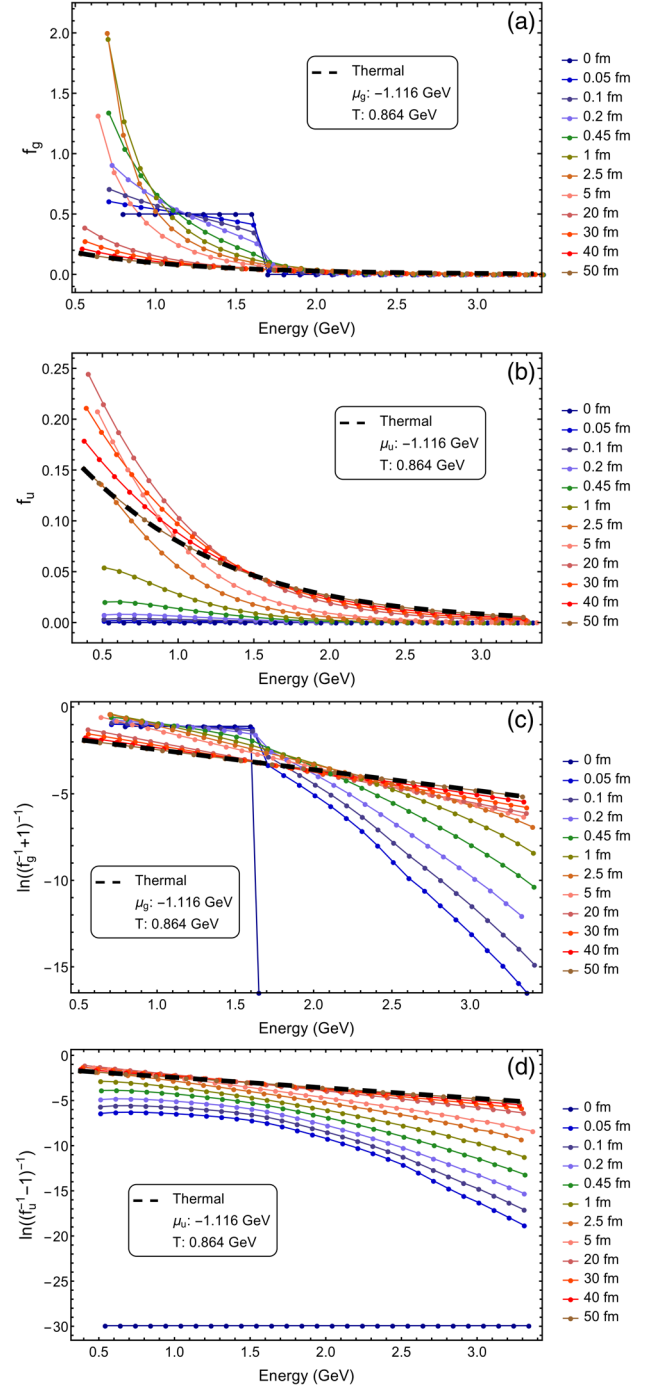 (a)
2.0
1.5
1.0
0.5
0.0
f_g
Thermal
μ_g: −1.116 GeV
T: 0.864 GeV
0.5 1.0 1.5 2.0 2.5 3.0
Energy (GeV)
0 fm
0.05 fm
0.1 fm
0.2 fm
0.45 fm
1 fm
2.5 fm
5 fm
20 fm
30 fm
40 fm
50 fm
(b)
0.25
0.20
0.15
0.10
0.05
0.00
f_u
Thermal
μ_u: −1.116 GeV
T: 0.864 GeV
0.5 1.0 1.5 2.0 2.5 3.0
Energy (GeV)
0 fm
0.05 fm
0.1 fm
0.2 fm
0.45 fm
1 fm
2.5 fm
5 fm
20 fm
30 fm
40 fm
50 fm
(c)
0
−5
−10
−15
ln((f_g^−1+1)^−1)
Thermal
μ_g: −1.116 GeV
T: 0.864 GeV
0.5 1.0 1.5 2.0 2.5 3.0
Energy (GeV)
0 fm
0.05 fm
0.1 fm
0.2 fm
0.45 fm
1 fm
2.5 fm
5 fm
20 fm
30 fm
40 fm
50 fm
(d)
0
−5
−10
−15
−20
−25
−30
ln((f_u^−1−1)^−1)
Thermal
μ_u: −1.116 GeV
T: 0.864 GeV
0.5 1.0 1.5 2.0 2.5 3.0
Energy (GeV)
0 fm
0.05 fm
0.1 fm
0.2 fm
0.45 fm
1 fm
2.5 fm
5 fm
20 fm
30 fm
40 fm
50 fm